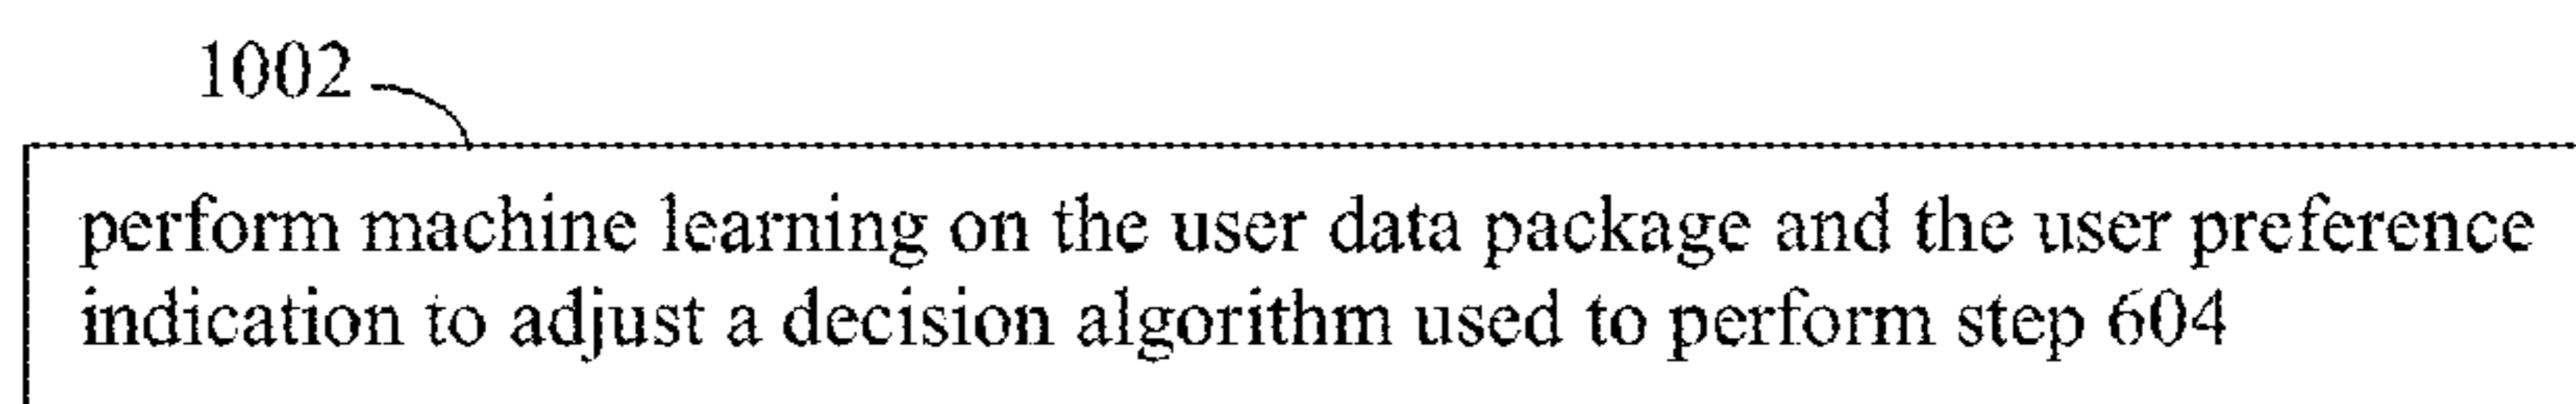 1002
perform machine learning on the user data package and the user preference
indication to adjust a decision algorithm used to perform step 604